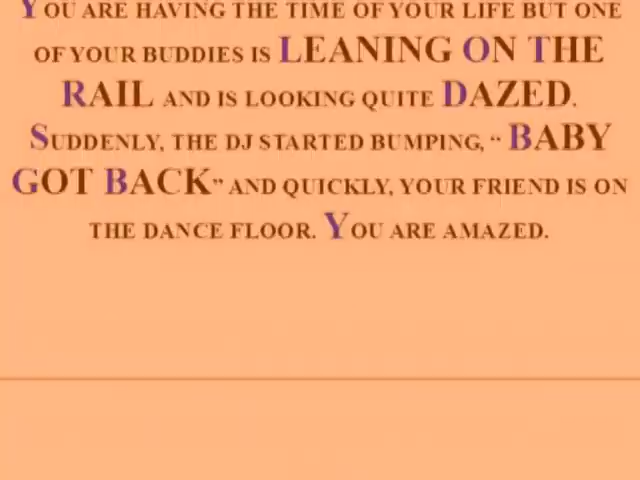 YOU ARE HAVING THE TIME OF YOUR LIFE BUT ONE
OF YOUR BUDDIES IS LEANING ON THE
RAIL AND IS LOOKING QUITE DAZED.
SUDDENLY, THE DJ STARTED BUMPING, “ BABY
GOT BACK” AND QUICKLY, YOUR FRIEND IS ON
THE DANCE FLOOR. YOU ARE AMAZED.